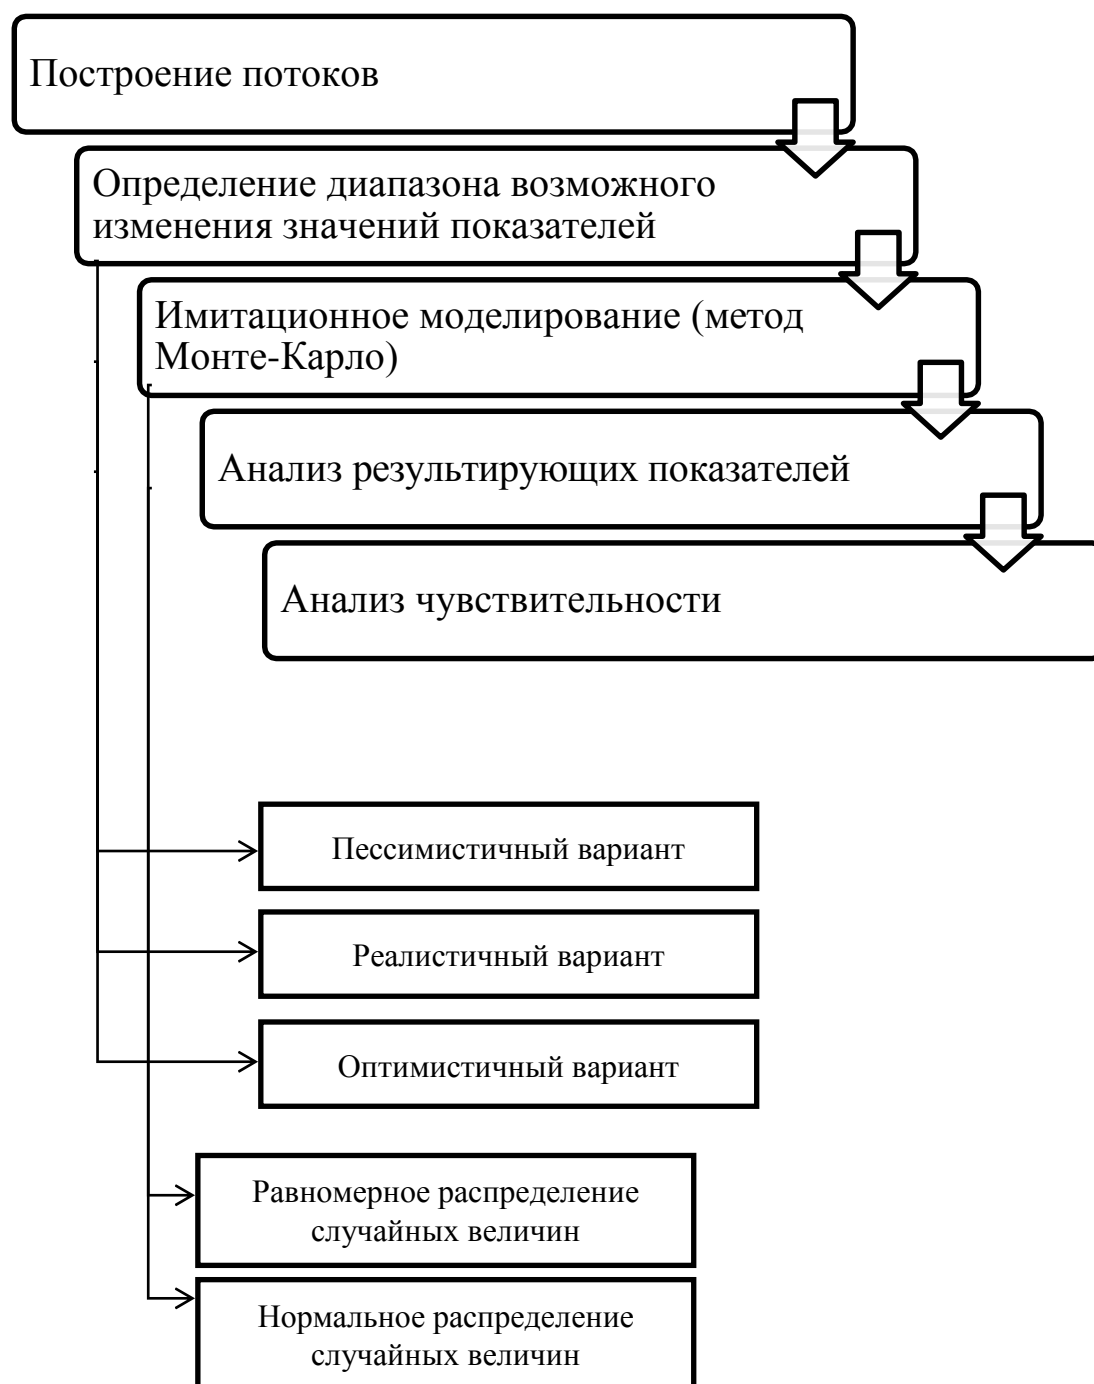 Построение потоков
Определение диапазона возможного
изменения значений показателей
Имитационное моделирование (метод
Монте-Карло)
Анализ результирующих показателей
Анализ чувствительности
Пессимистичный вариант
Реалистичный вариант
Оптимистичный вариант
Равномерное распределение
случайных величин
Нормальное распределение
случайных величин